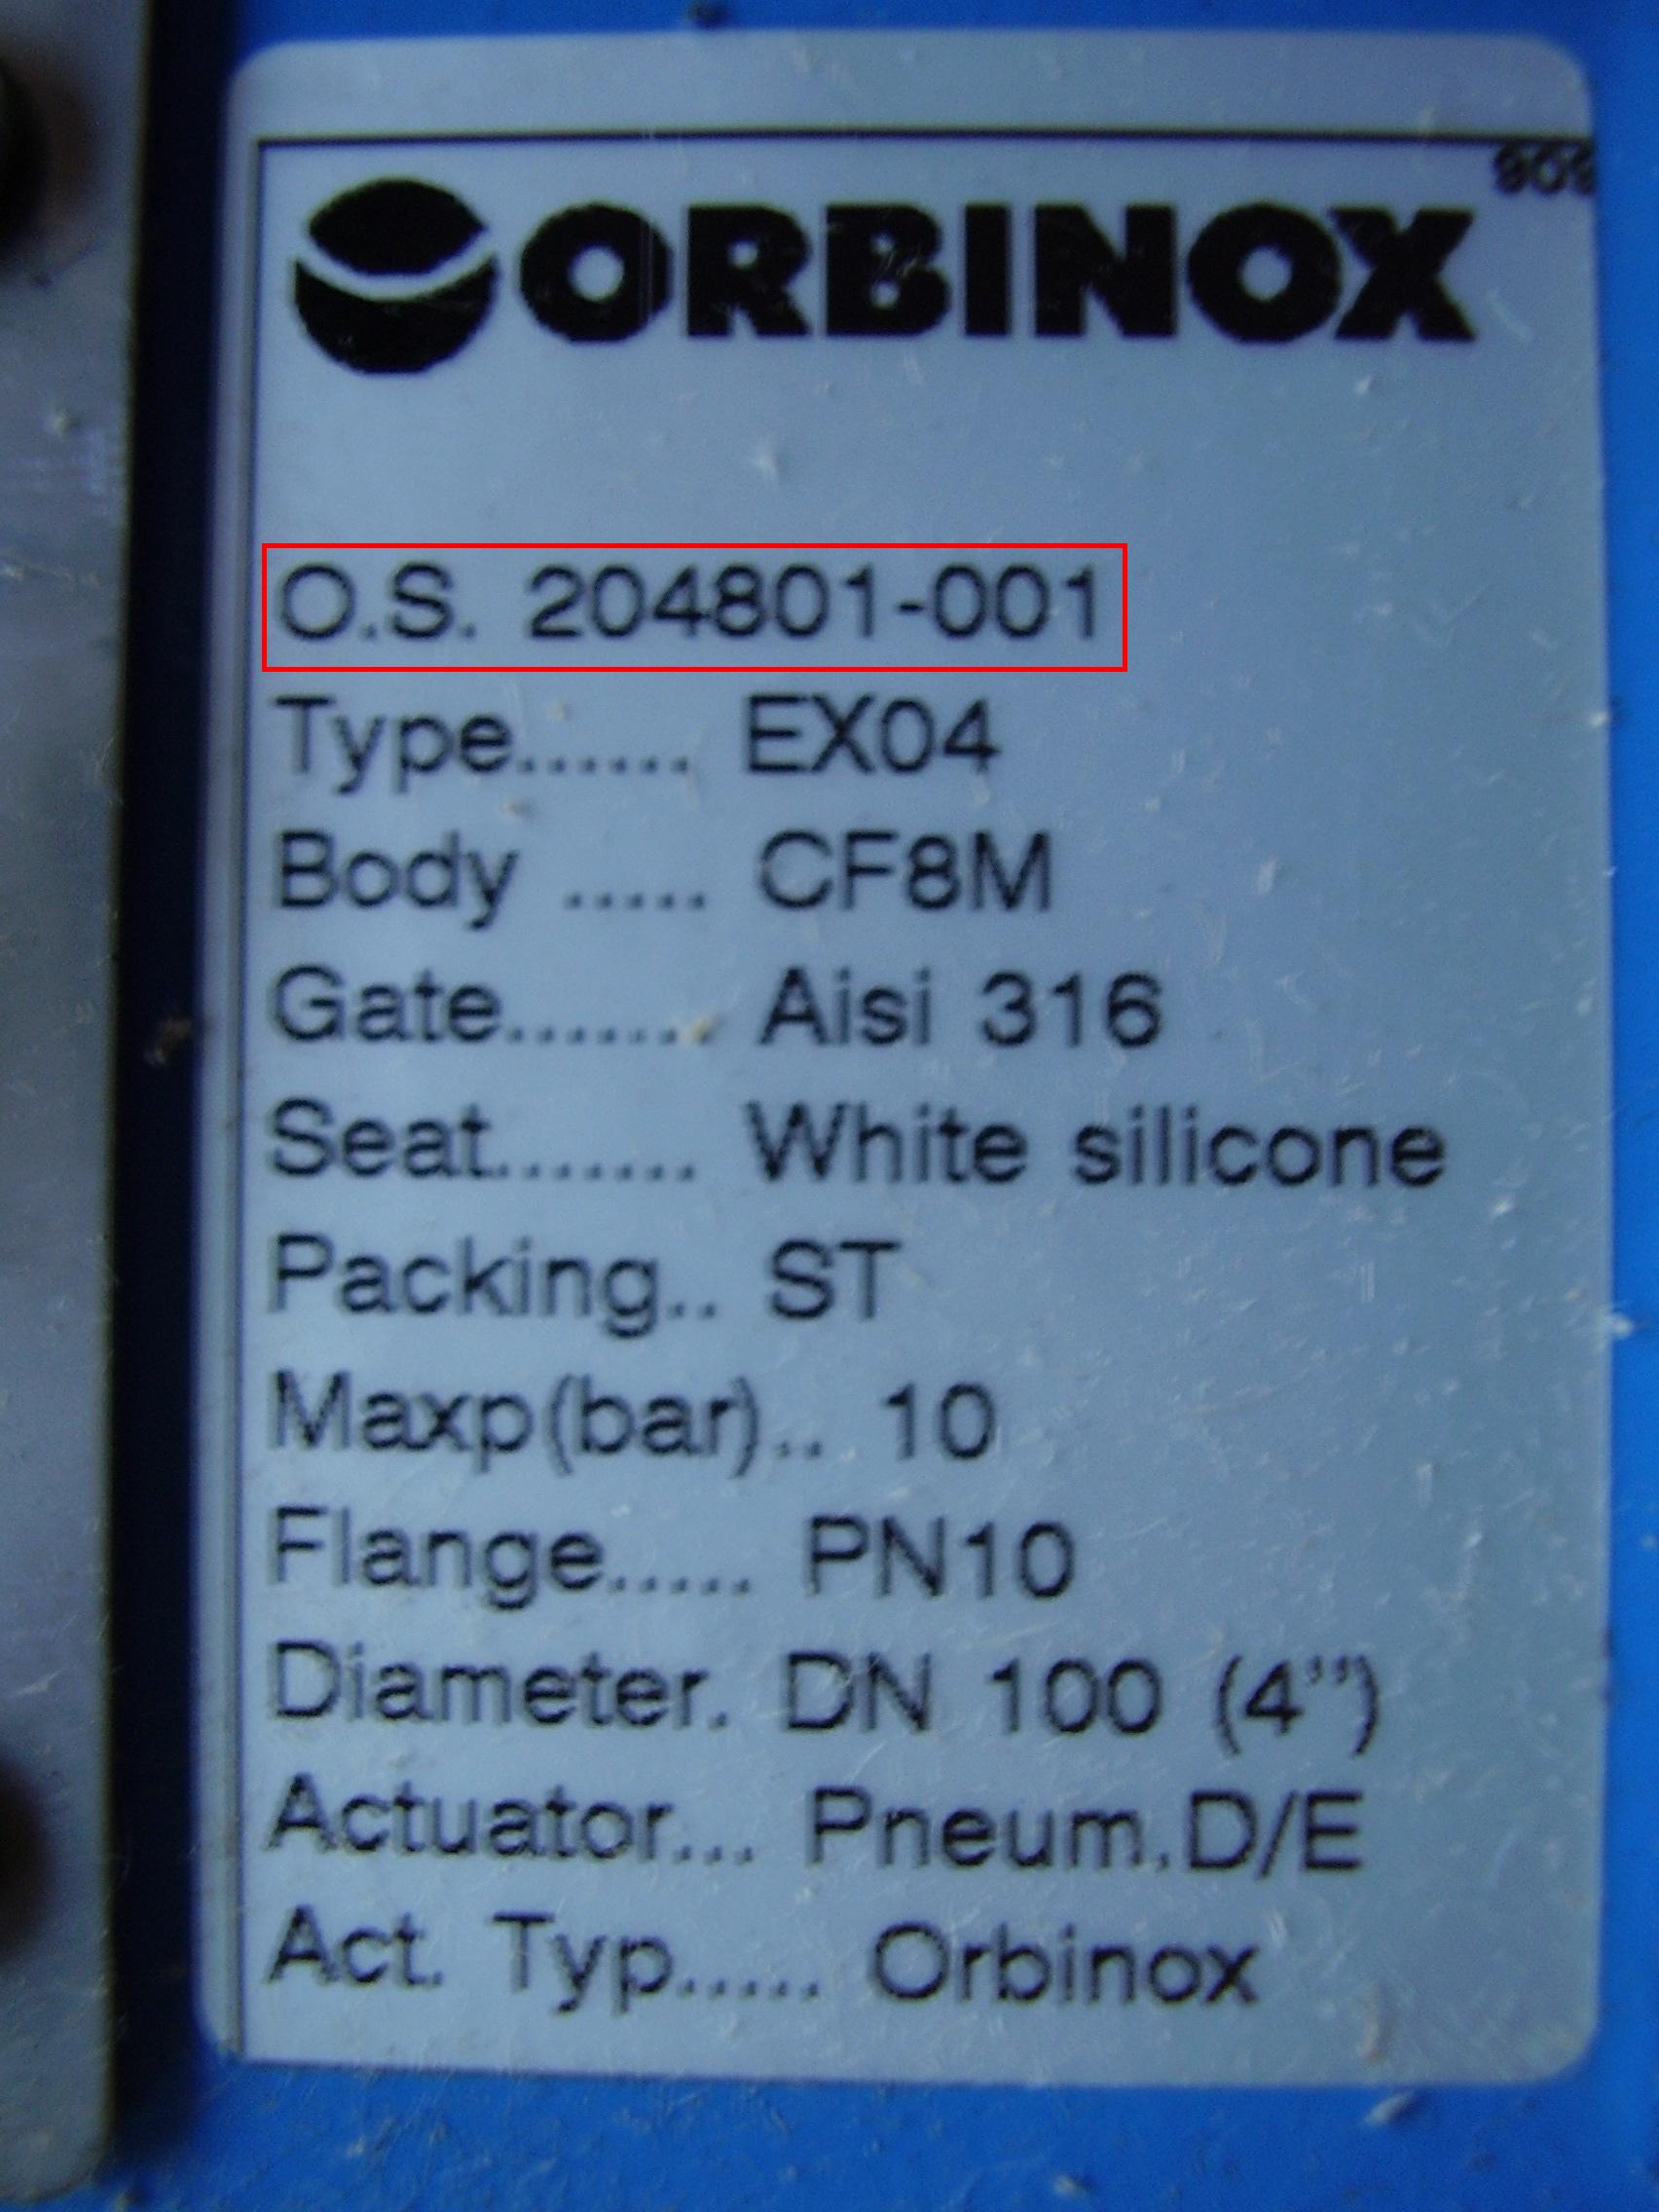 ORBINOX
O.S. 204801-001
Type...... EX04
Body ..... CF8M
Gate....... Aisi 316
Seat....... White silicone
Packing.. ST
Maxp(bar).. 10
Flange..... PN10
Diameter. DN 100 (4”)
Actuator... Pneum.D/E
Act. Typ..... Orbinox